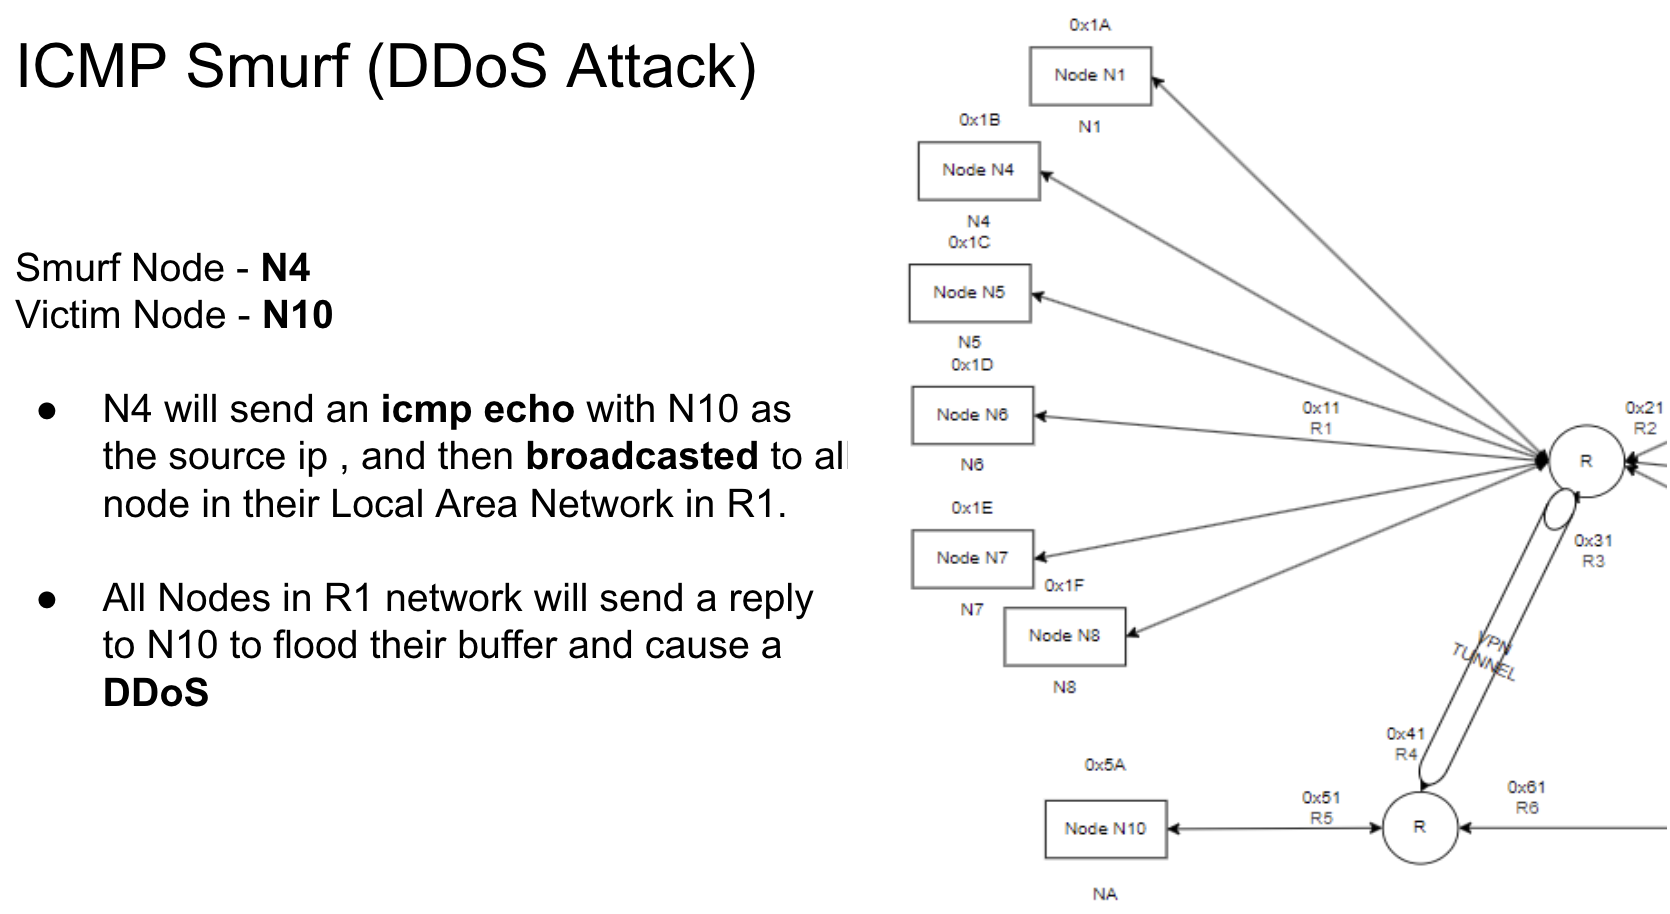 ICMP Smurf (DDoS Attack)
Smurf Node - N4
Victim Node - N10
● N4 will send an icmp echo with N10 as
the source ip , and then broadcasted to all
node in their Local Area Network in R1.
● All Nodes in R1 network will send a reply
to N10 to flood their buffer and cause a
DDoS
0x1A
Node N1
N1
0x1B
Node N4
N4
0x1C
Node N5
N5
0x1D
Node N6
N6
0x1E
Node N7
N7
0x1F
Node N8
N8
0x11
R1
R
0x21
R2
0x31
R3
VPN
TUNNEL
0x41
R4
0x5A
Node N10
NA
0x51
R5
R
0x61
R6